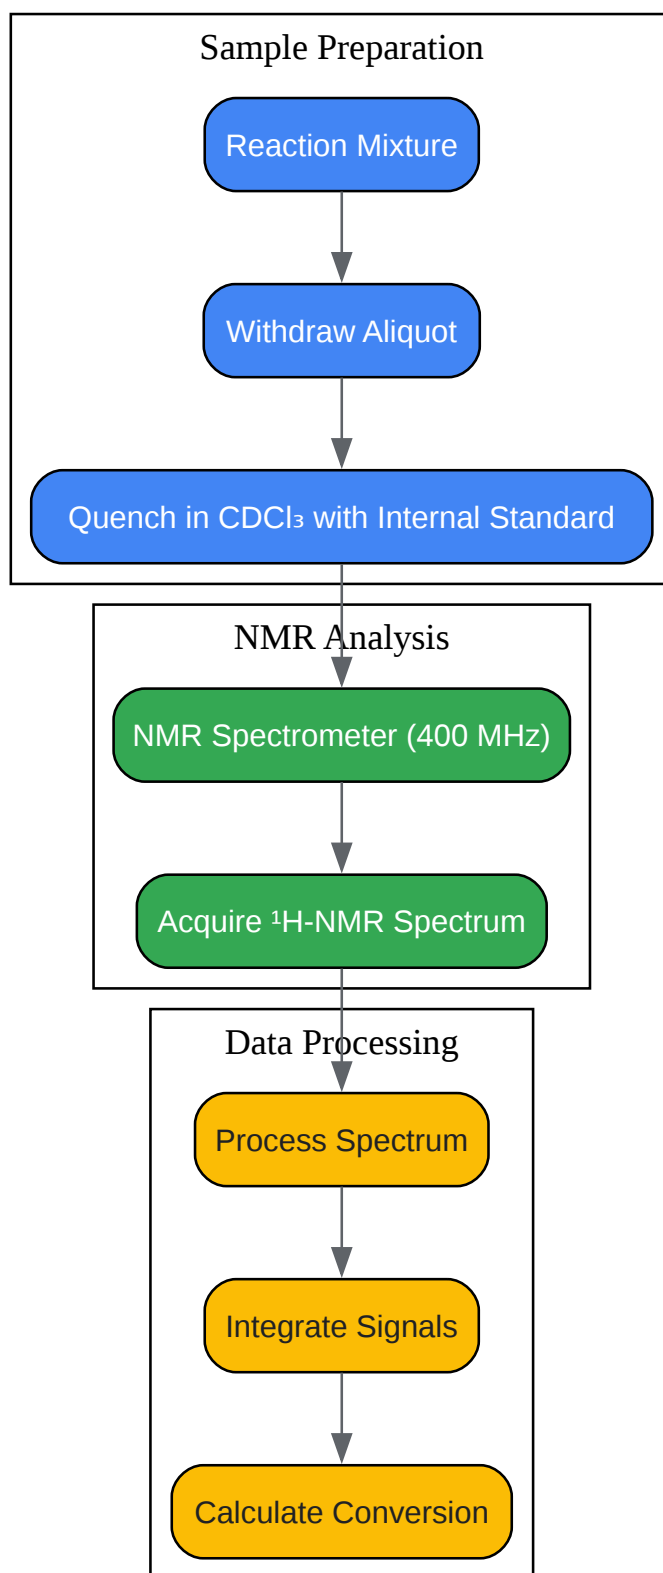 Sample Preparation
Reaction Mixture
Withdraw Aliquot
Quench in CDCl₃ with Internal Standard
NMR Analysis
NMR Spectrometer (400 MHz)
Acquire ¹H-NMR Spectrum
Data Processing
Process Spectrum
Integrate Signals
Calculate Conversion